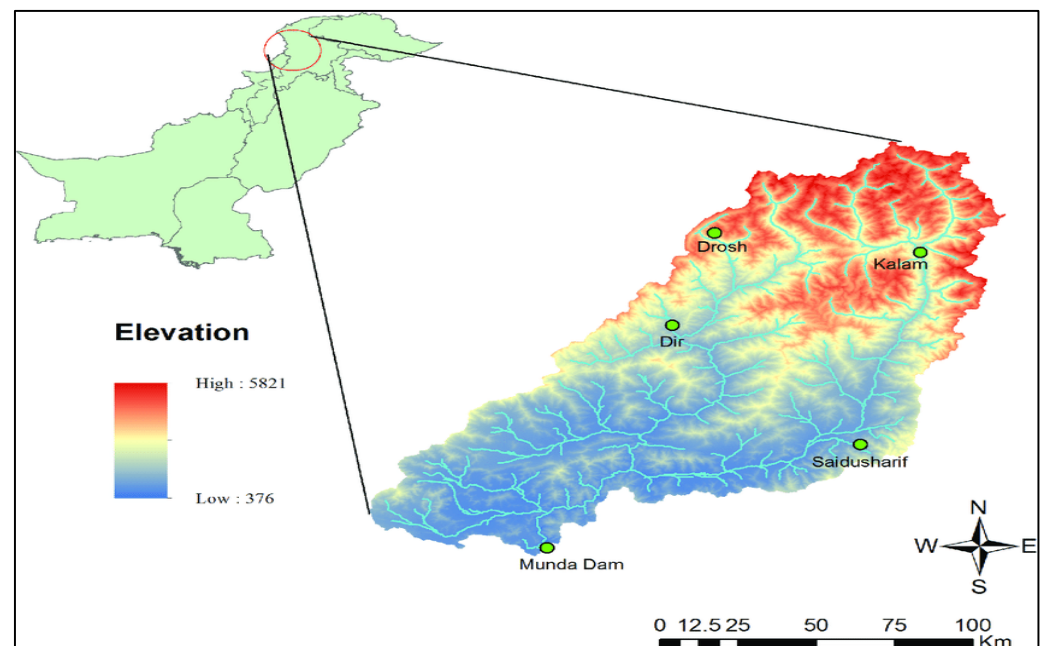 Drosh
Kalam
Elevation
Dir
High : 5821
Saidusharif
Low : 376
N
W E
Munda Dam
S
0 12.5 25 50 75 100
Km